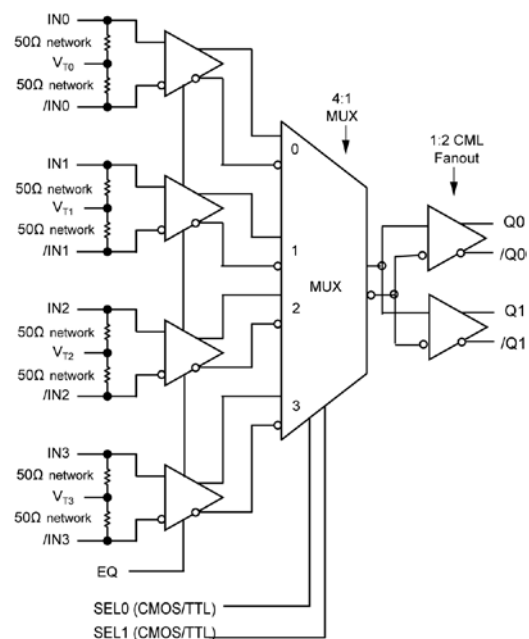 IN0
50Ω network
VT0
50Ω network
/IN0
IN1
50Ω network
VT1
50Ω network
/IN1
IN2
50Ω network
VT2
50Ω network
/IN2
IN3
50Ω network
VT3
50Ω network
/IN3
EQ
SEL0 (CMOS/TTL)
SEL1 (CMOS/TTL)
4:1
MUX
0
1
2
3
MUX
1:2 CML
Fanout
Q0
/Q0
Q1
/Q1